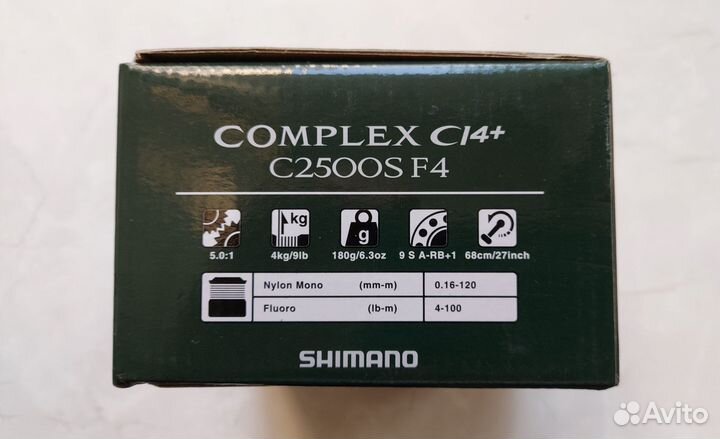 COMPLEX CI4+
C2500S F4
kg
g
5.0:1 4kg/9lb 180g/6.3oz 9 S A-RB+1 68cm/27inch
Nylon Mono (mm-m) 0.16-120
Fluoro (lb-m) 4-100
SHIMANO
Avito